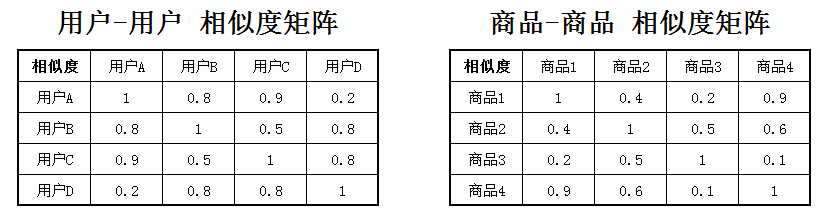 用户-用户 相似度矩阵
相似度 用户A 用户B 用户C 用户D
用户A 1 0.8 0.9 0.2
用户B 0.8 1 0.5 0.8
用户C 0.9 0.5 1 0.8
用户D 0.2 0.8 0.8 1
商品-商品 相似度矩阵
相似度 商品1 商品2 商品3 商品4
商品1 1 0.4 0.2 0.9
商品2 0.4 1 0.5 0.6
商品3 0.2 0.5 1 0.1
商品4 0.9 0.6 0.1 1